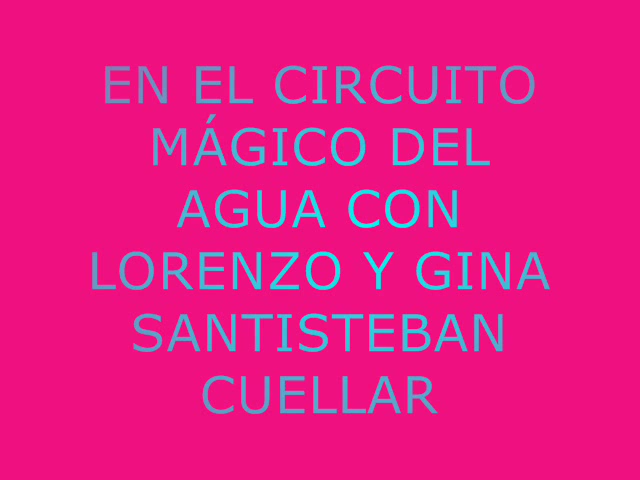 EN EL CIRCUITO
MÁGICO DEL
AGUA CON
LORENZO Y GINA
SANTISTEBAN
CUELLAR